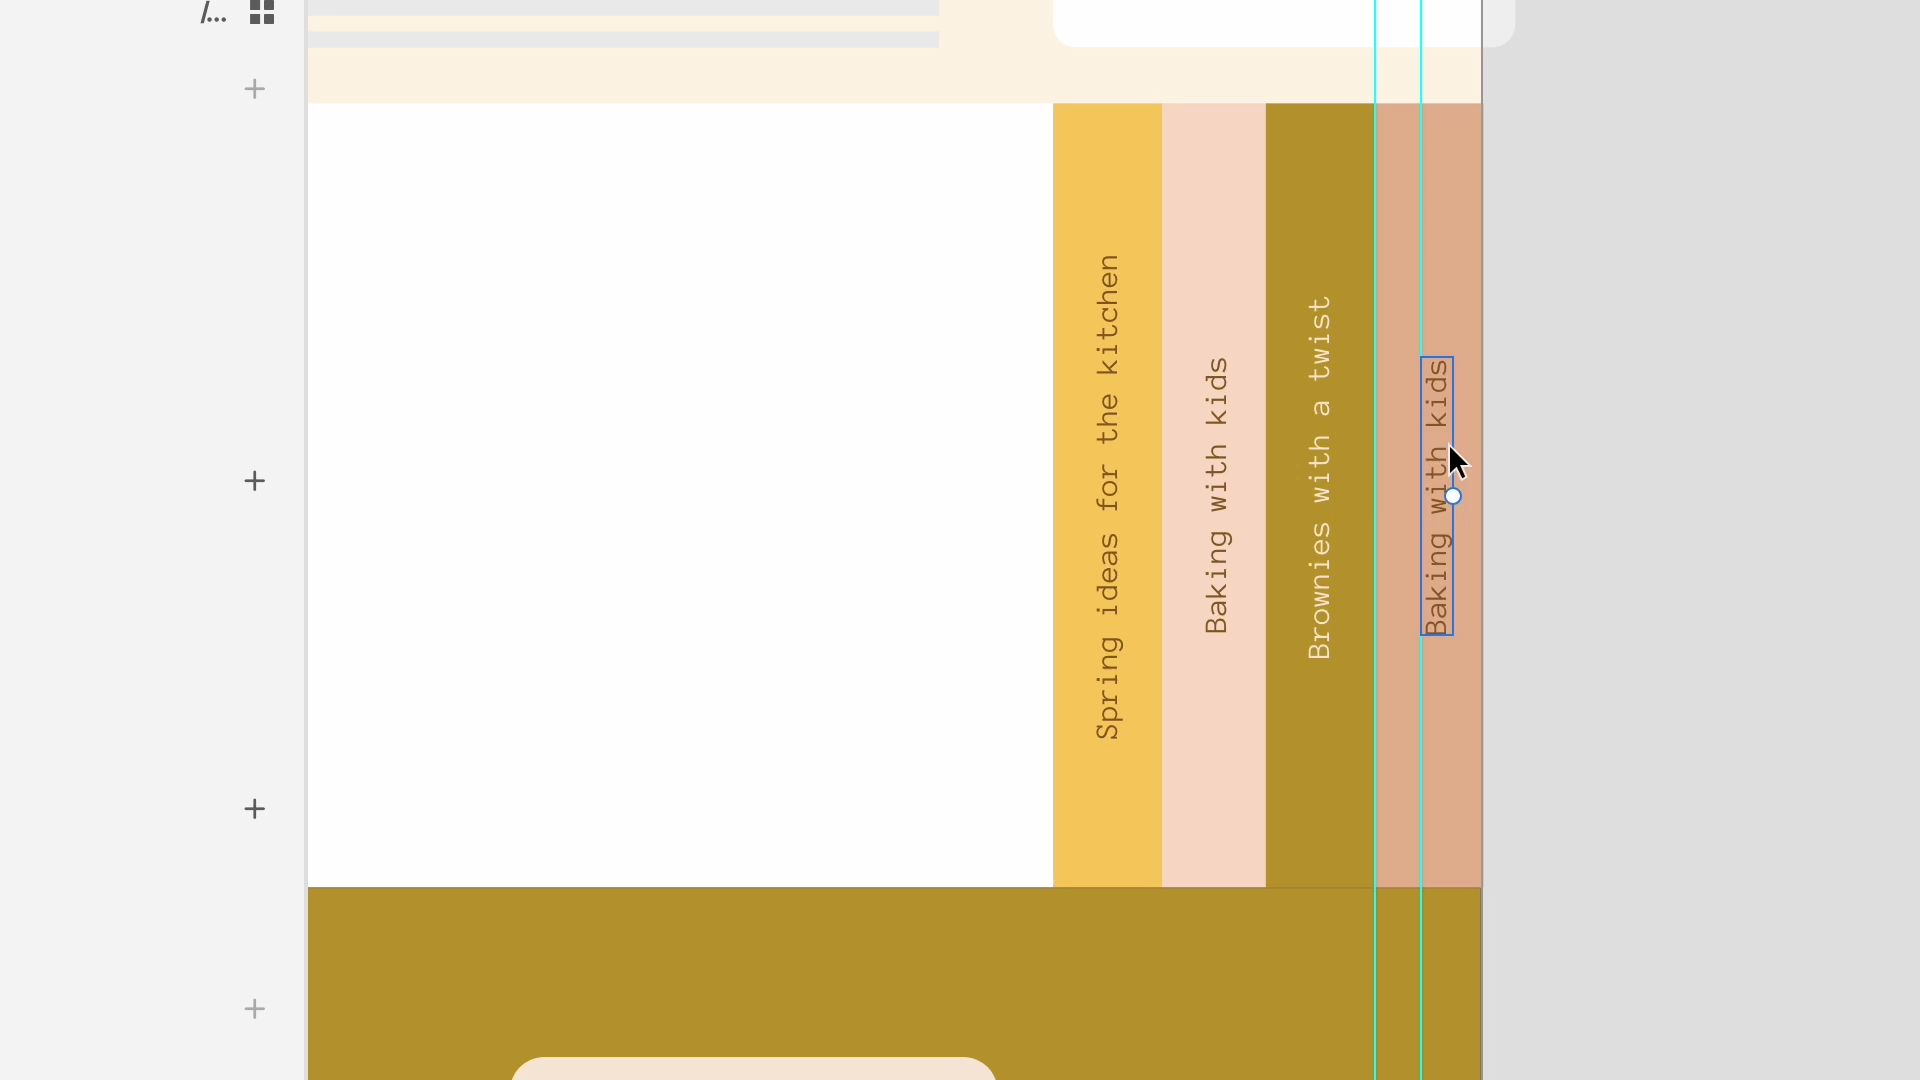 /...
Spring ideas for the kitchen
Baking with kids
Brownies with a twist
Baking with kids